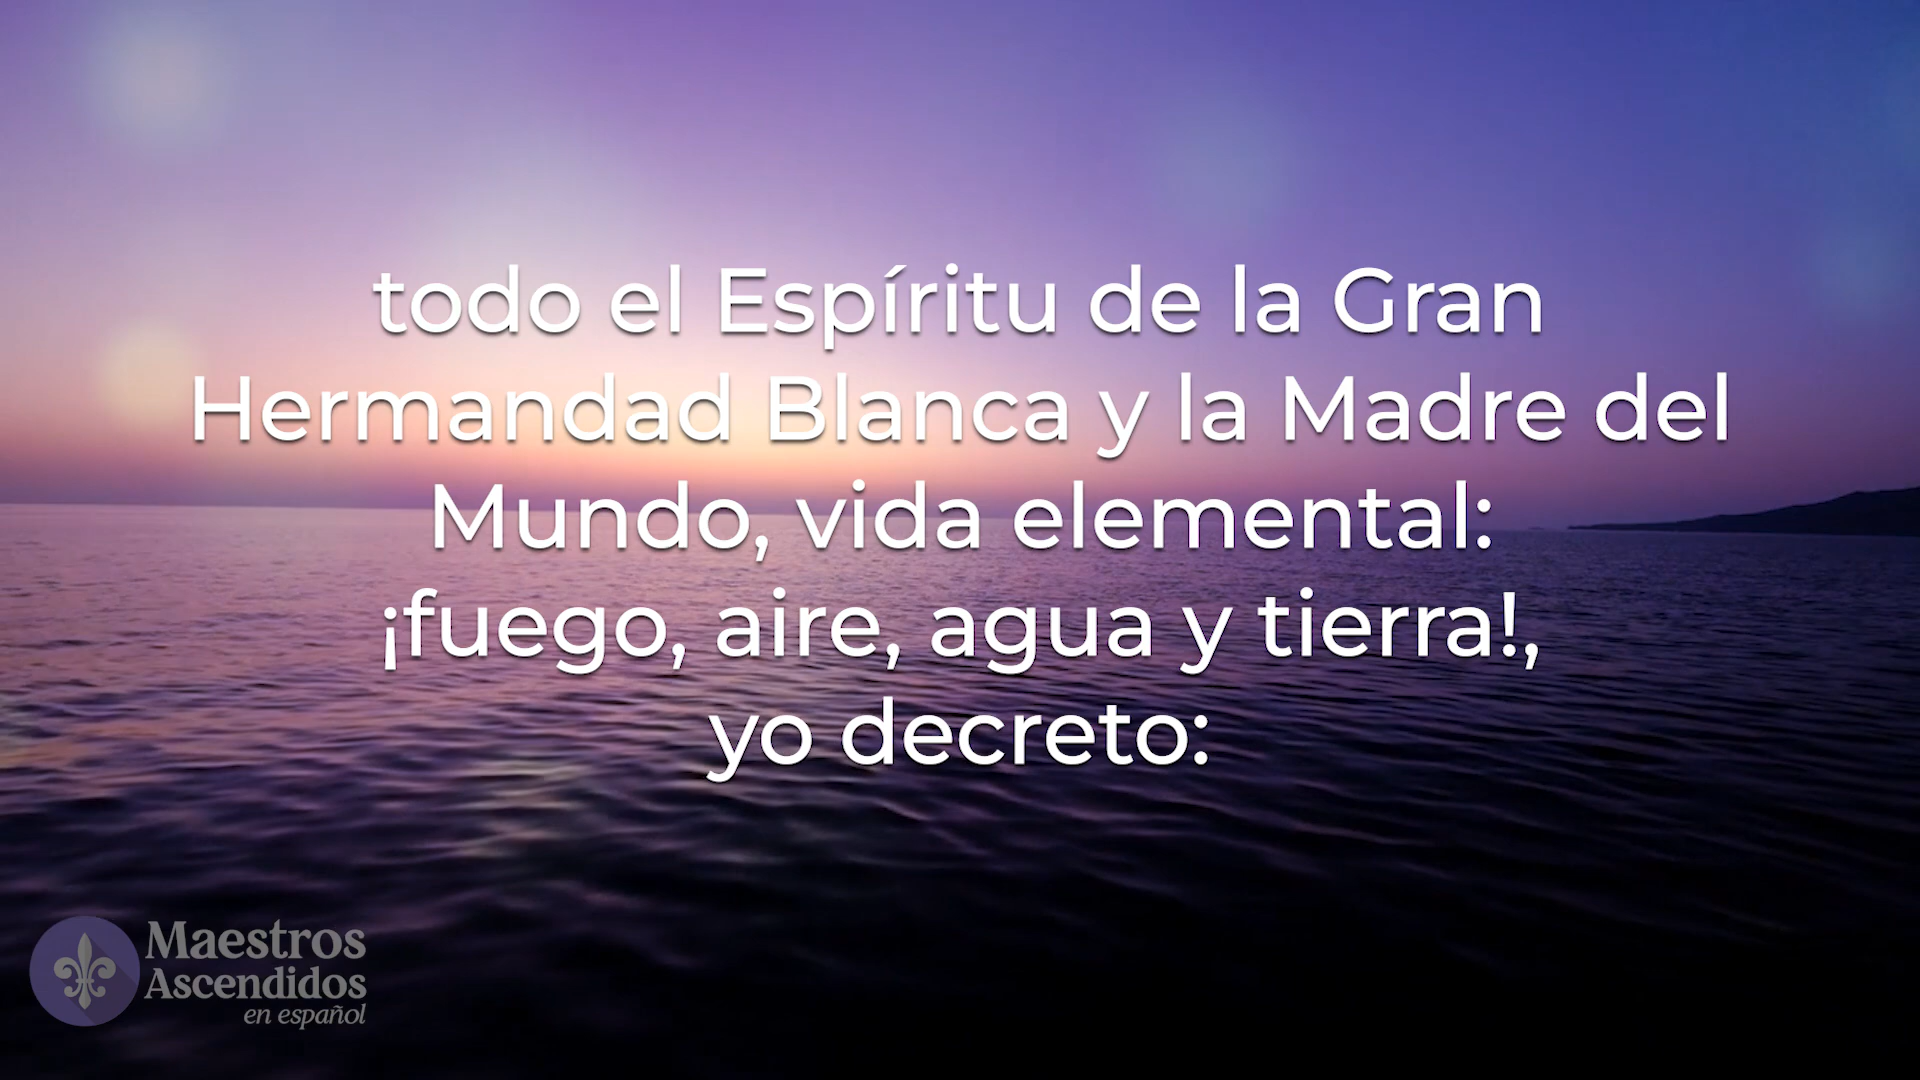 todo el Espíritu de la Gran
Hermandad Blanca y la Madre del
Mundo, vida elemental:
¡fuego, aire, agua y tierra!,
yo decreto:
Maestros
Ascendidos
en español